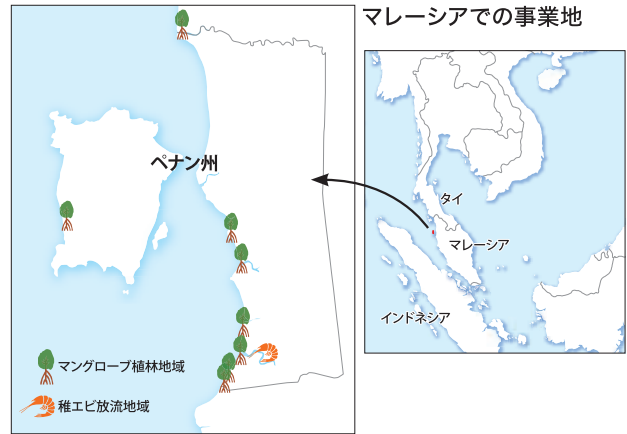 マレーシアでの事業地
ペナン州
マングローブ植林地域
稚エビ放流地域
タイ
マレーシア
インドネシア